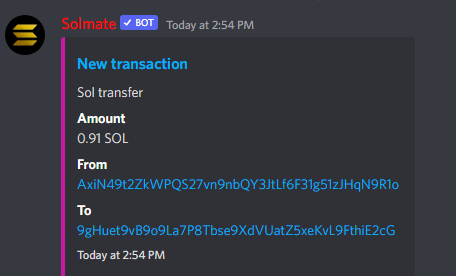 Solmate BOT Today at 2:54 PM
New transaction
Sol transfer
Amount
0.91 SOL
From
AxiN49t2ZkWPQS27vn9nbQY3JtLf6F31g51zJHqN9R1o
To
9gHuet9vB9o9La7P8Tbse9XdVUatZ5xeKvL9FthiE2cG
Today at 2:54 PM